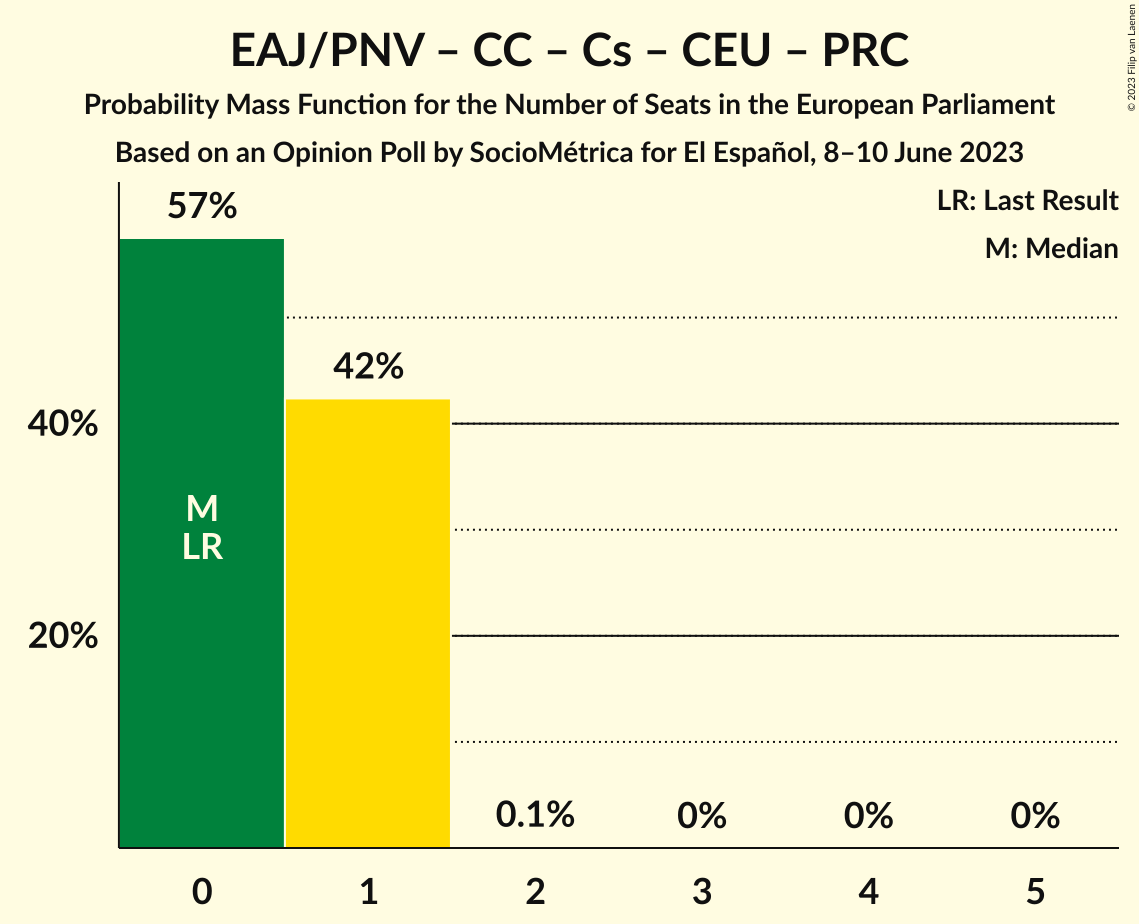 EAJ/PNV – CC – Cs – CEU – PRC
Probability Mass Function for the Number of Seats in the European Parliament
Based on an Opinion Poll by SocioMétrica for El Español, 8–10 June 2023
© 2023 Filip van Laenen
LR: Last Result
M: Median
57%
42%
40%
M
LR
20%
0.1%
0%
0%
0%
0
1
2
3
4
5